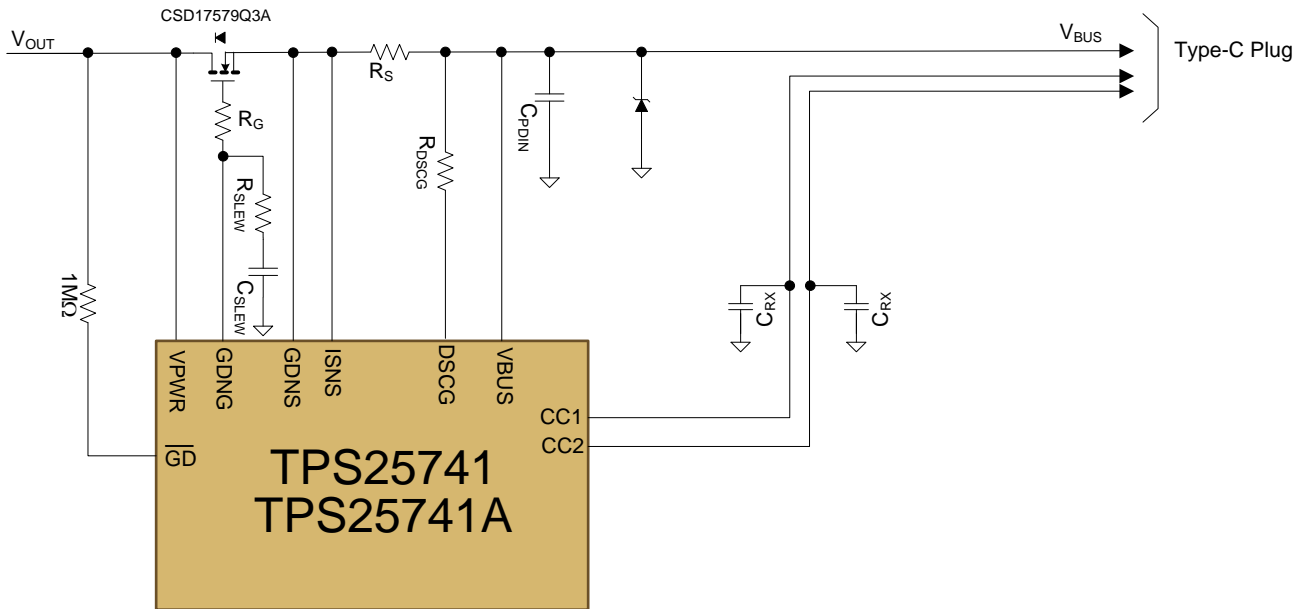 CSD17579Q3A
VOUT
VBUS
Type-C Plug
RS
RG
CPDIN
RDSCG
RSLEW
CSLEW
1MΩ
CRX
CRX
VPWR
GDNG
GDNS
ISNS
DSCG
VBUS
CC1
CC2
GD
TPS25741
TPS25741A